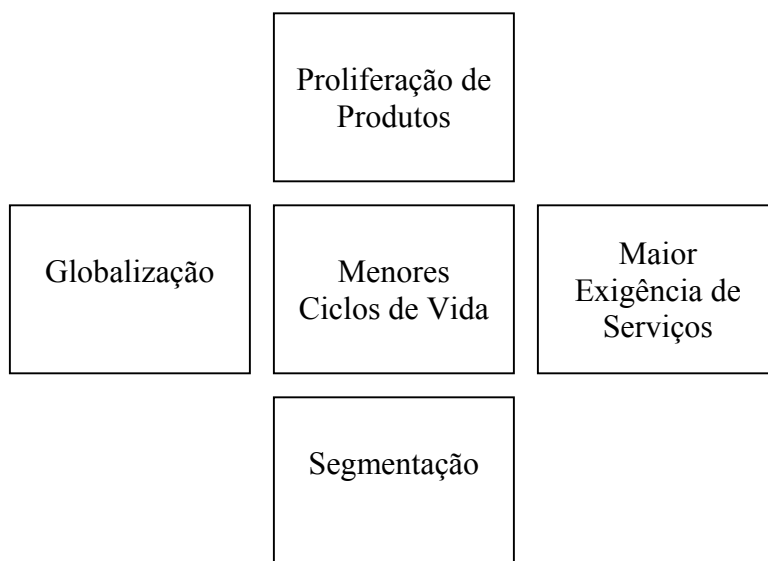 Proliferação de
Produtos
Globalização
Menores
Ciclos de Vida
Maior
Exigência de
Serviços
Segmentação